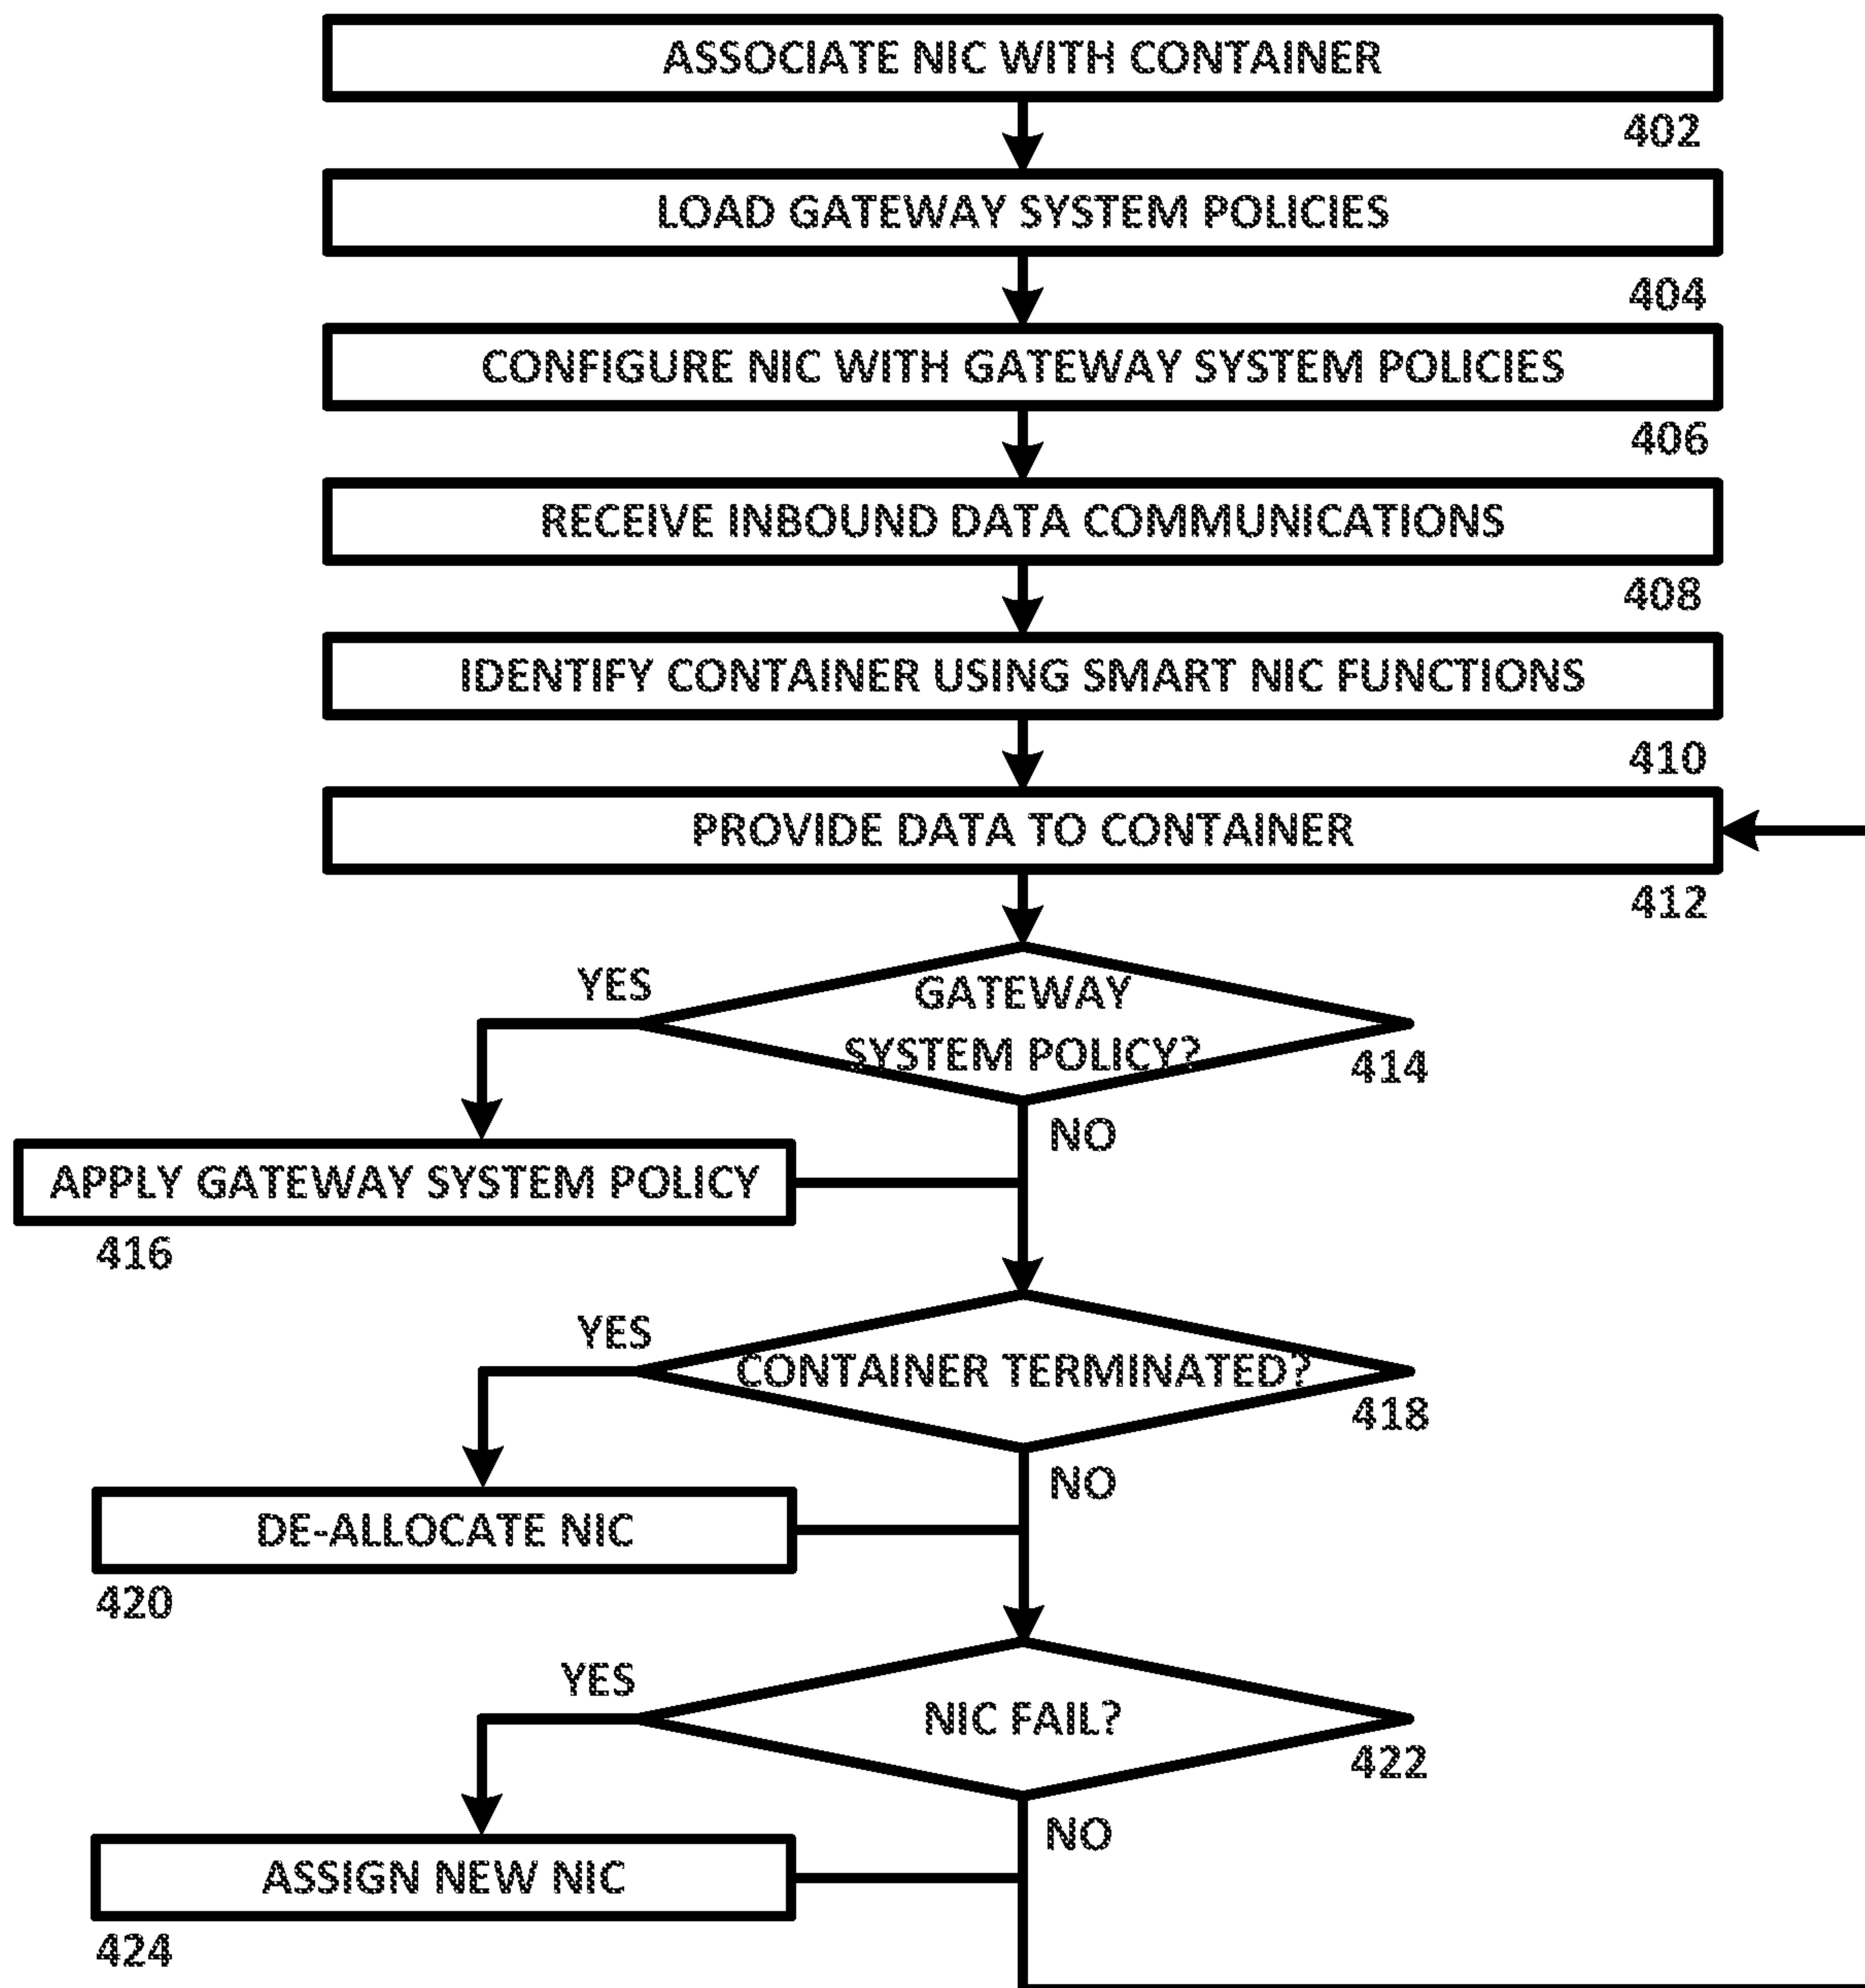 ASSOCIATE NIC WITH CONTAINER
402
LOAD GATEWAY SYSTEM POLICIES
404
CONFIGURE NIC WITH GATEWAY SYSTEM POLICIES
406
RECEIVE INBOUND DATA COMMUNICATIONS
408
IDENTIFY CONTAINER USING SMART NIC FUNCTIONS
410
PROVIDE DATA TO CONTAINER
412
YES
GATEWAY
SYSTEM POLICY?
414
NO
APPLY GATEWAY SYSTEM POLICY
416
YES
CONTAINER TERMINATED?
418
NO
DE-ALLOCATE NIC
420
YES
NIC FAIL?
422
NO
ASSIGN NEW NIC
424